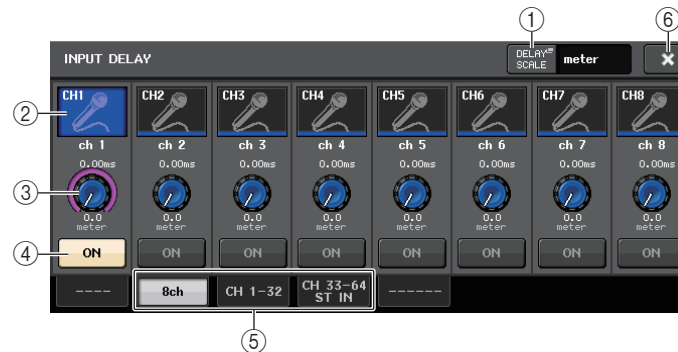 ① ⑥
INPUT DELAY
DELAY SCALE
meter
×
②
CH1 CH2 CH3 CH4 CH5 CH6 CH7 CH8
ch 1 ch 2 ch 3 ch 4 ch 5 ch 6 ch 7 ch 8
0.00ms 0.00ms 0.00ms 0.00ms 0.00ms 0.00ms 0.00ms 0.00ms
③
0.0 0.0 0.0 0.0 0.0 0.0 0.0 0.0
meter meter meter meter meter meter meter meter
④
ON ON ON ON ON ON ON ON
---- 8ch CH 1-32 CH 33-64 ST IN ------
⑤